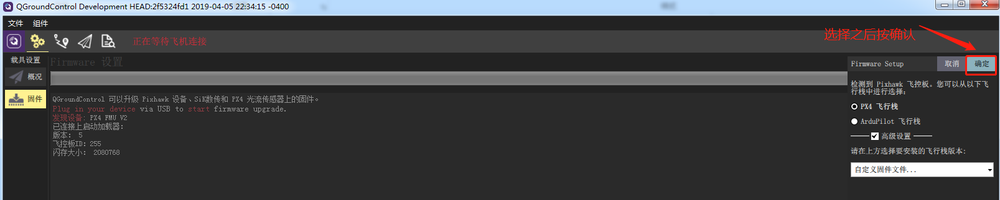 QGroundControl Development HEAD:2f5324fd1 2019-04-05 22:34:15 -0400
文件 组件
正在等待飞机连接
选择之后按确认
载具设置
概况
固件
Firmware 设置
QGroundControl 可以升级 Pixhawk 设备、SiK数传和 PX4 光流传感器上的固件。
Plug in your device via USB to start firmware upgrade.
发现设备: PX4 FMU V2
已连接上启动加载器:
版本: 5
飞控板ID: 255
闪存大小: 2080768
Firmware Setup 取消 确定
检测到 Pixhawk 飞控板。您可以从以下飞
行栈中进行选择:
PX4 飞行栈
ArduPilot 飞行栈
高级设置
请在上方选择要安装的飞行栈版本:
自定义固件文件...